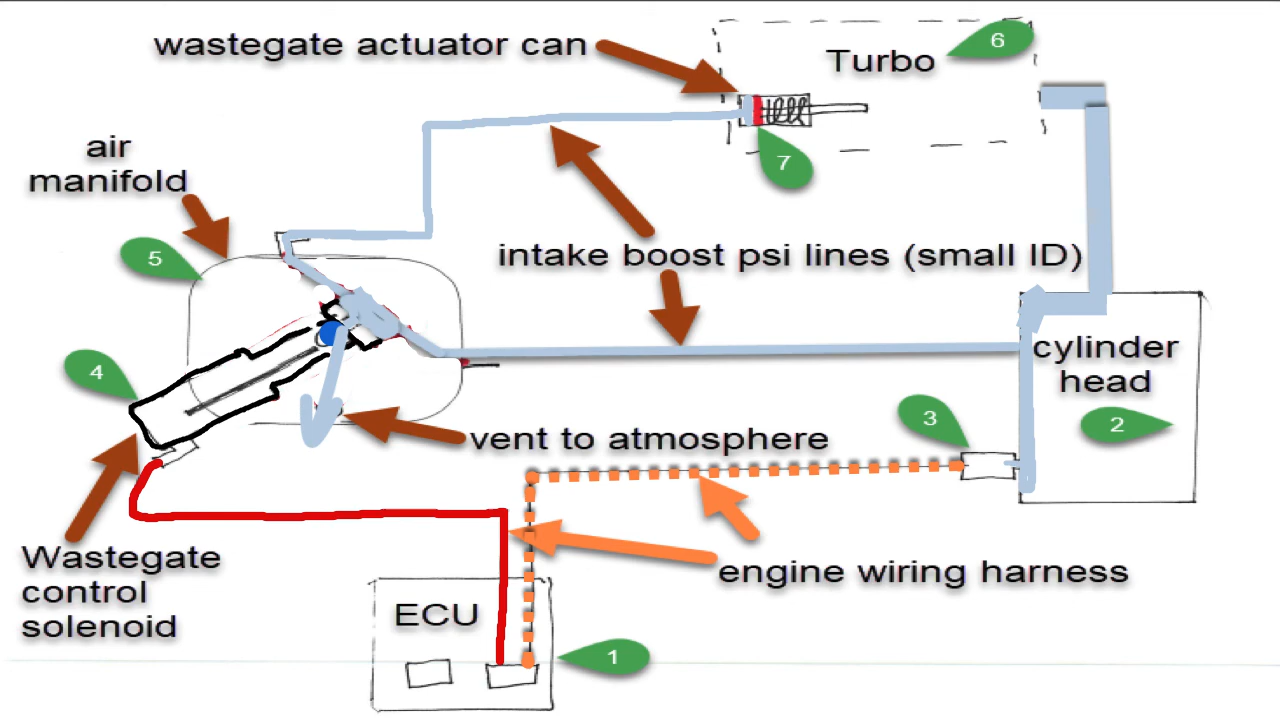 wastegate actuator can
6
Turbo
7
air
manifold
5
intake boost psi lines (small ID)
4
cylinder
head
3
2
vent to atmosphere
Wastegate
control
solenoid
engine wiring harness
ECU
1